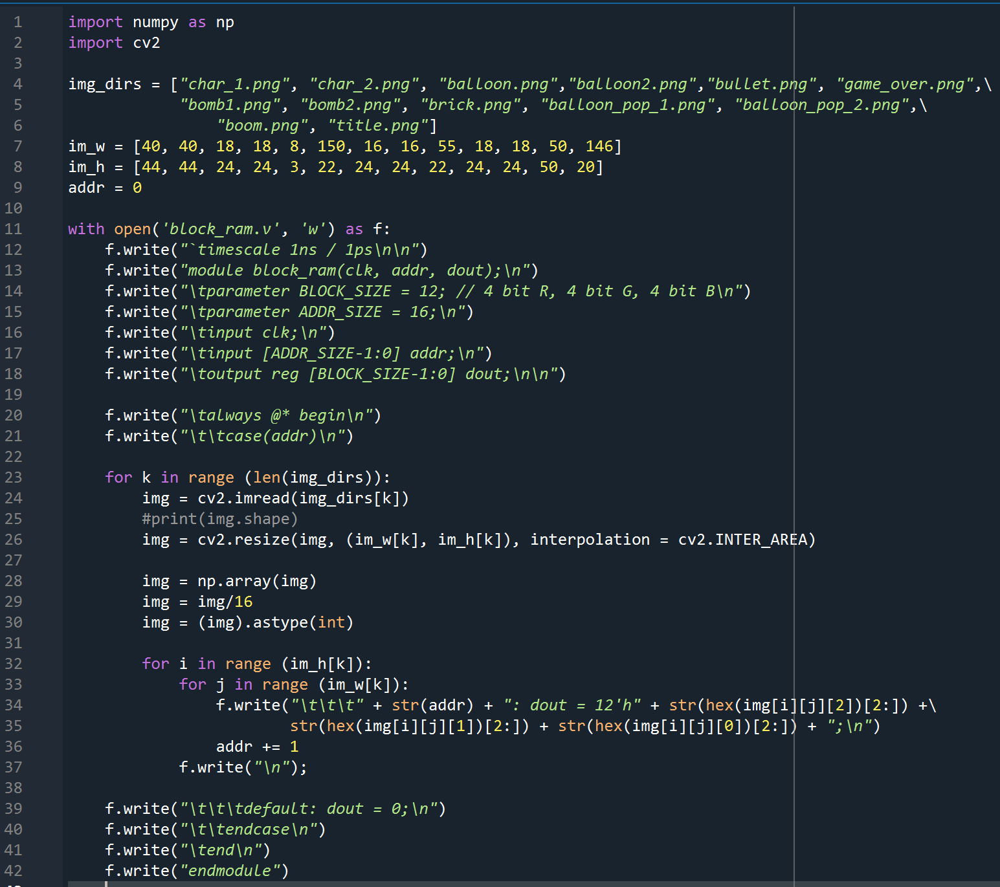 1 import numpy as np
2 import cv2
3
4 img_dirs = ["char_1.png", "char_2.png", "balloon.png","balloon2.png","bullet.png", "game_over.png",\
5             "bomb1.png", "bomb2.png", "brick.png", "balloon_pop_1.png", "balloon_pop_2.png",\
6                 "boom.png", "title.png"]
7 im_w = [40, 40, 18, 18, 8, 150, 16, 16, 55, 18, 18, 50, 146]
8 im_h = [44, 44, 24, 24, 3, 22, 24, 24, 22, 24, 24, 50, 20]
9 addr = 0
10
11 with open('block_ram.v', 'w') as f:
12     f.write("`timescale 1ns / 1ps\n\n")
13     f.write("module block_ram(clk, addr, dout);\n")
14     f.write("\tparameter BLOCK_SIZE = 12; // 4 bit R, 4 bit G, 4 bit B\n")
15     f.write("\tparameter ADDR_SIZE = 16;\n")
16     f.write("\tinput clk;\n")
17     f.write("\tinput [ADDR_SIZE-1:0] addr;\n")
18     f.write("\toutput reg [BLOCK_SIZE-1:0] dout;\n\n")
19
20     f.write("\talways @* begin\n")
21     f.write("\t\tcase(addr)\n")
22
23     for k in range (len(img_dirs)):
24         img = cv2.imread(img_dirs[k])
25         #print(img.shape)
26         img = cv2.resize(img, (im_w[k], im_h[k]), interpolation = cv2.INTER_AREA)
27
28         img = np.array(img)
29         img = img/16
30         img = (img).astype(int)
31
32         for i in range (im_h[k]):
33             for j in range (im_w[k]):
34                 f.write("\t\t\t" + str(addr) + ": dout = 12'h" + str(hex(img[i][j][2])[2:]) +\
35                         str(hex(img[i][j][1])[2:]) + str(hex(img[i][j][0])[2:]) + ";\n")
36                 addr += 1
37             f.write("\n");
38
39     f.write("\t\t\tdefault: dout = 0;\n")
40     f.write("\t\tendcase\n")
41     f.write("\tend\n")
42     f.write("endmodule")